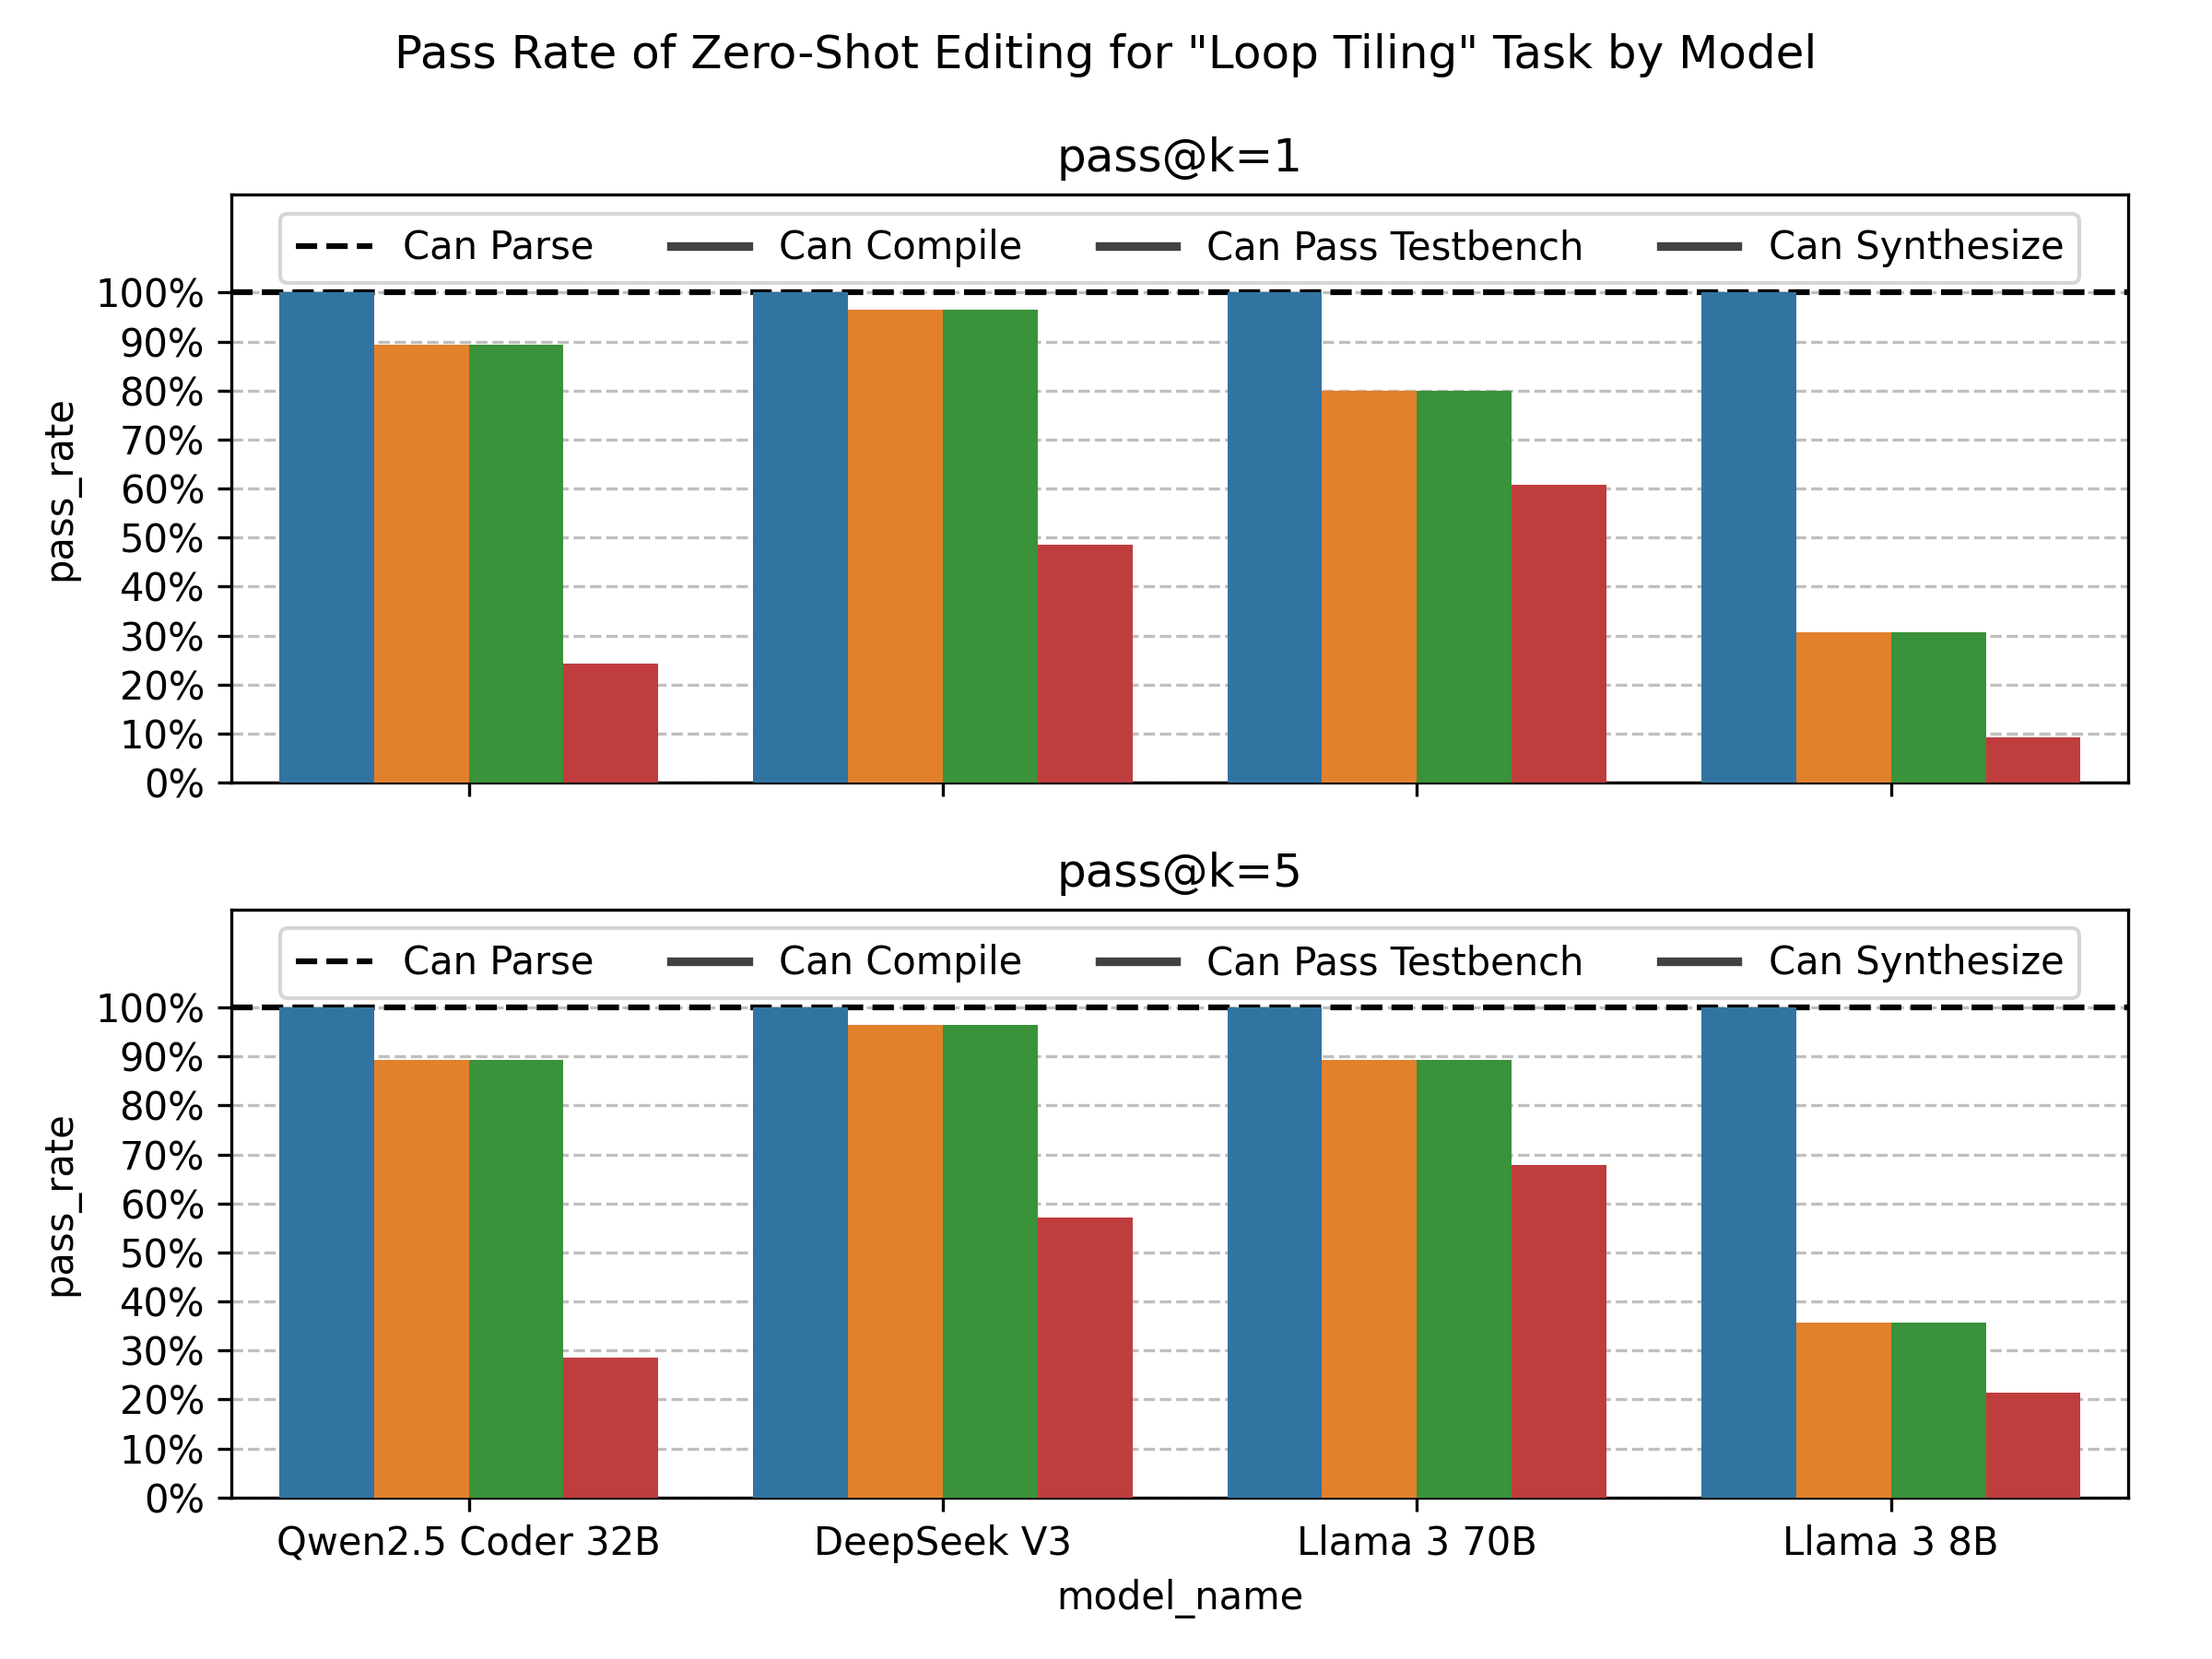 Pass Rate of Zero-Shot Editing for "Loop Tiling" Task by Model
pass@k=1
Can Parse Can Compile Can Pass Testbench Can Synthesize
100%
90%
80%
70%
60%
50%
40%
30%
20%
10%
0%
pass_rate
pass@k=5
Can Parse Can Compile Can Pass Testbench Can Synthesize
100%
90%
80%
70%
60%
50%
40%
30%
20%
10%
0%
pass_rate
Qwen2.5 Coder 32B DeepSeek V3 Llama 3 70B Llama 3 8B
model_name